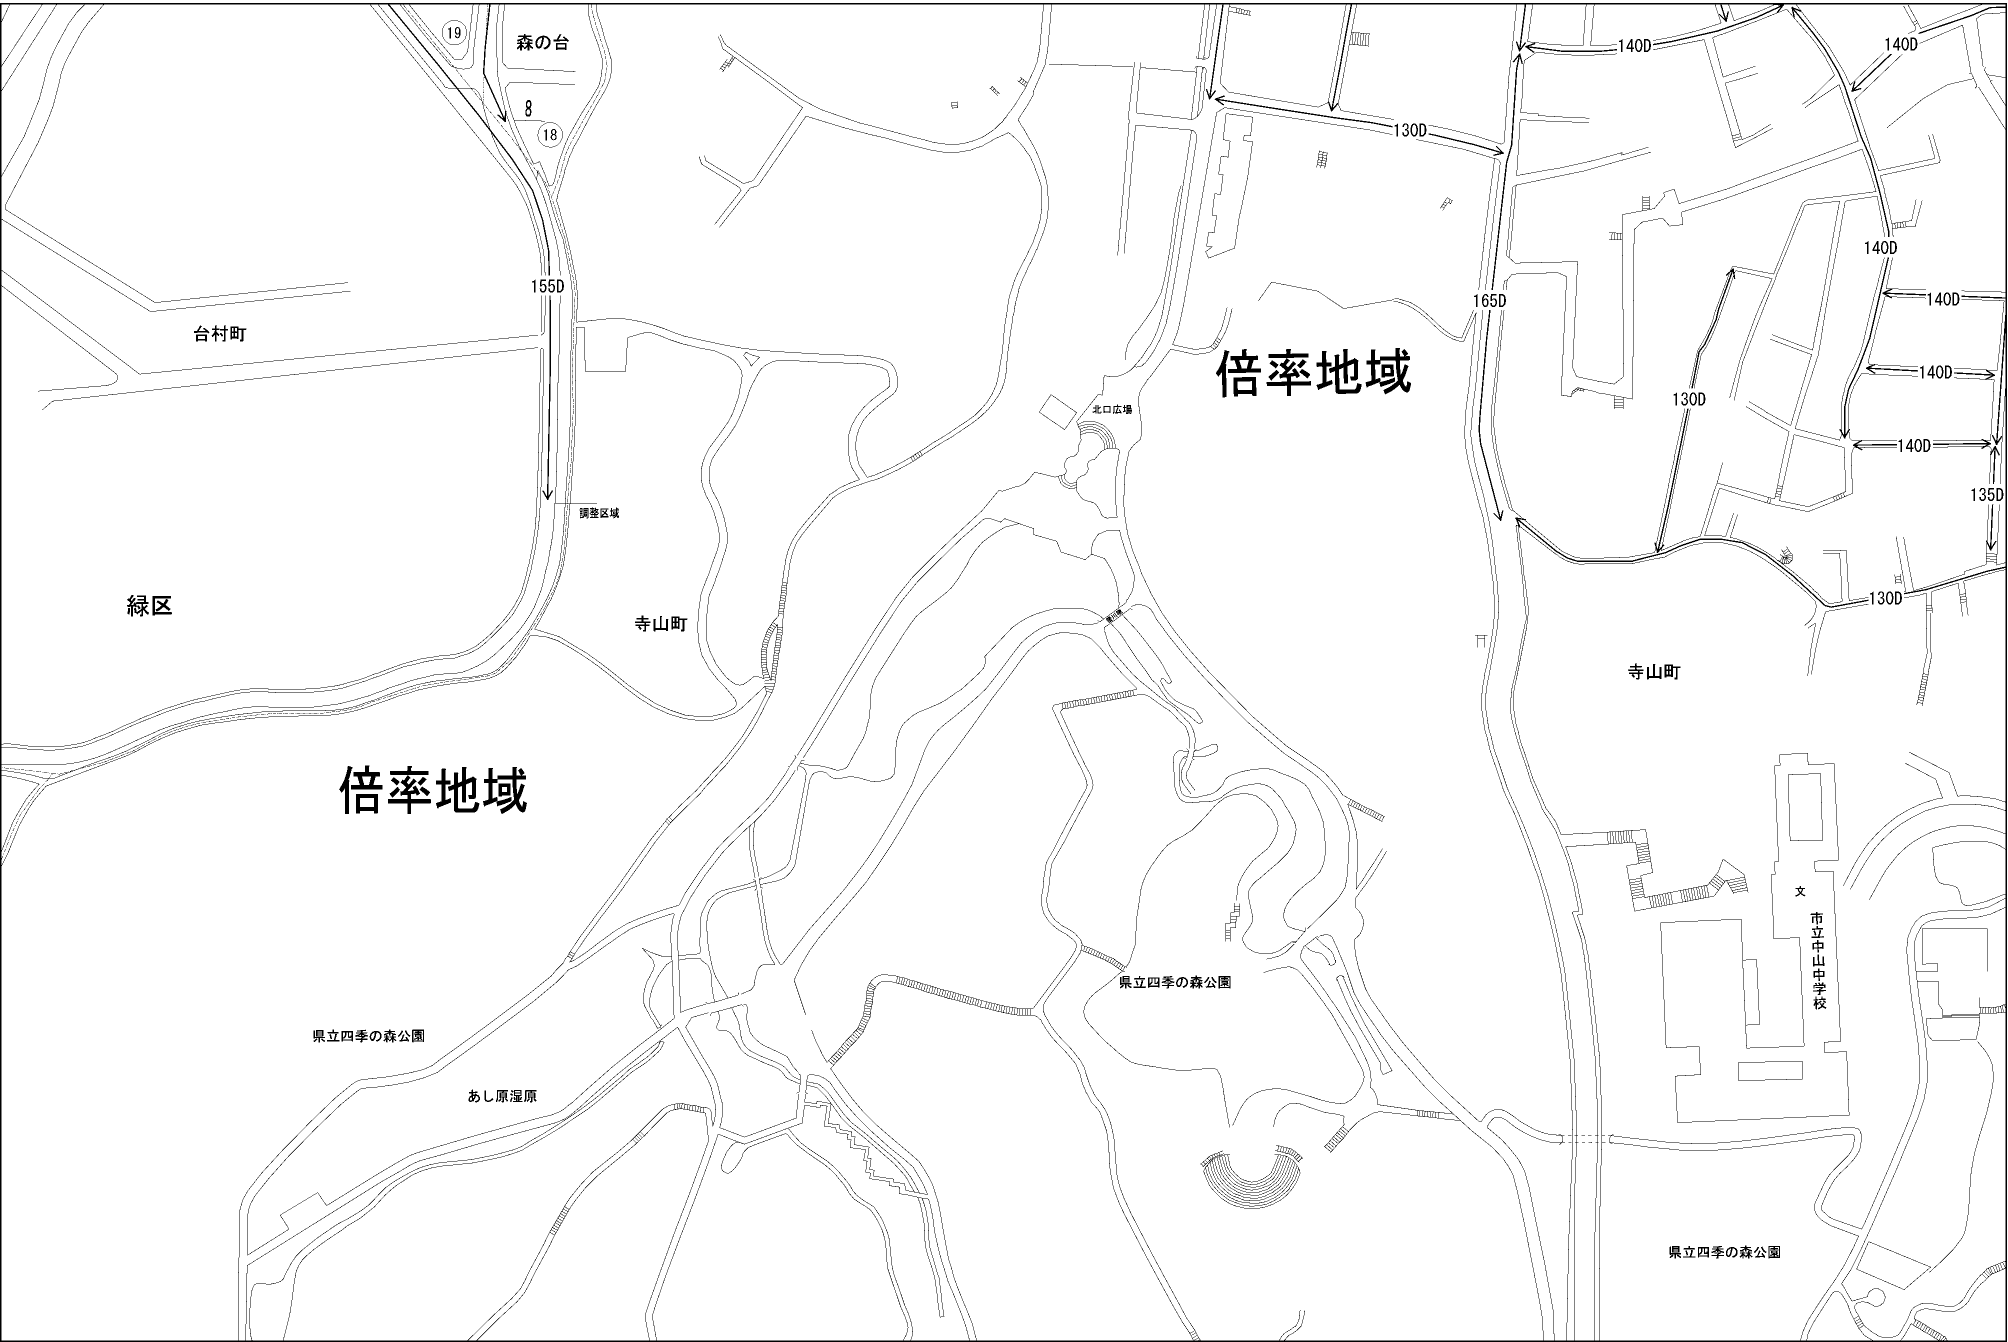 19
森の台
140D
140D
8
18
130D
140D
155D
165D
140D
台村町
倍率地域
140D
130D
北口広場
140D
135D
調整区域
緑区
130D
寺山町
寺山町
倍率地域
文
市立中山中学校
県立四季の森公園
県立四季の森公園
あし原湿原
県立四季の森公園